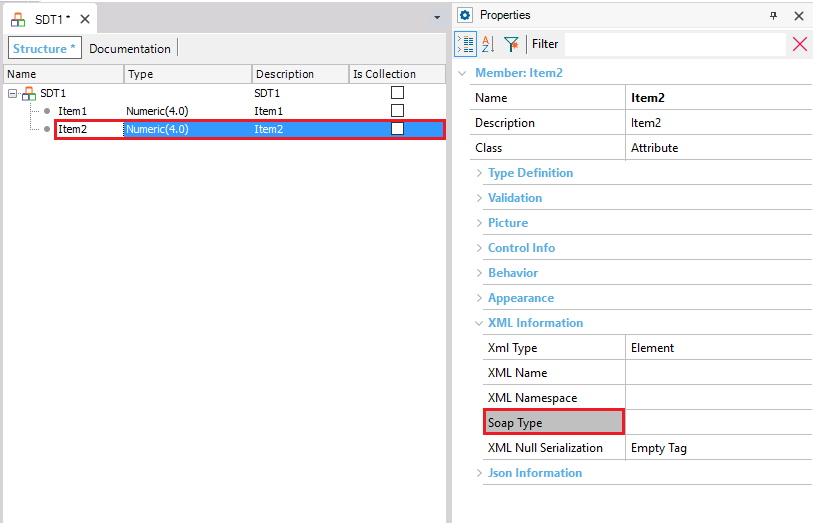 SDT1 *
Structure * Documentation
Name Type Description Is Collection
SDT1 SDT1
Item1 Numeric(4.0) Item1
Item2 Numeric(4.0) Item2
Properties
Filter
Member: Item2
Name Item2
Description Item2
Class Attribute
Type Definition
Validation
Picture
Control Info
Behavior
Appearance
XML Information
Xml Type Element
XML Name
XML Namespace
Soap Type
XML Null Serialization Empty Tag
Json Information